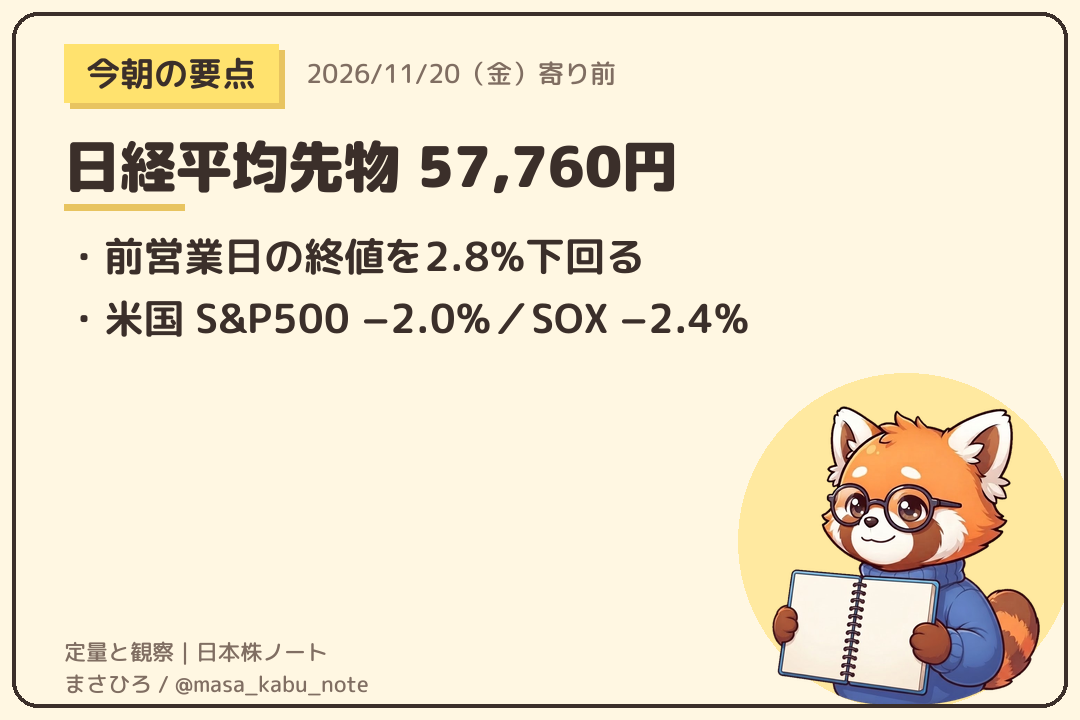 今朝の要点
2026/11/20（金）寄り前
日経平均先物 57,760円
・前営業日の終値を2.8%下回る
・米国 S&P500 −2.0%／SOX −2.4%
定量と観察 | 日本株ノート
まさひろ / @masa_kabu_note